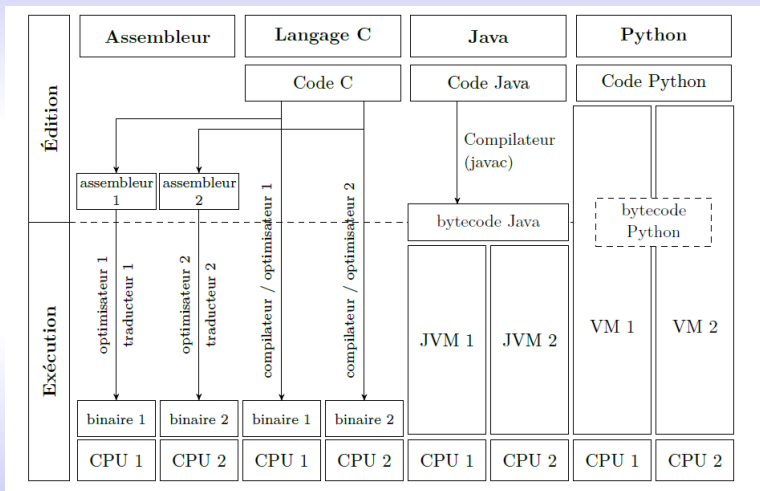 Assembleur
Langage C
Java
Python
Édition
Code C
Code Java
Code Python
Compilateur
(javac)
assembleur
1
assembleur
2
bytecode Java
bytecode
Python
Exécution
optimisateur 1
traducteur 1
optimisateur 2
traducteur 2
compilateur / optimisateur 1
compilateur / optimisateur 2
JVM 1
JVM 2
VM 1
VM 2
binaire 1
binaire 2
binaire 1
binaire 2
CPU 1
CPU 2
CPU 1
CPU 2
CPU 1
CPU 2
CPU 1
CPU 2